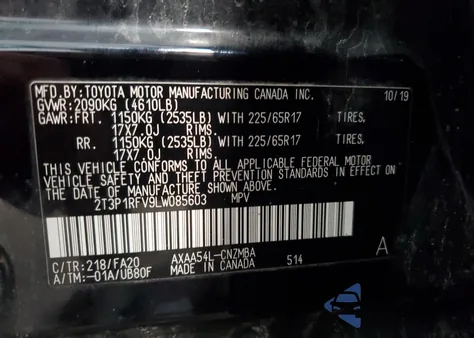 MFD.BY:TOYOTA MOTOR MANUFACTURING CANADA INC. 10/19
GVWR:2090KG (4610LB)
GAWR:FRT. 1150KG (2535LB) WITH 225/65R17 TIRES,
17X7.0J RIMS,
RR. 1150KG (2535LB) WITH 225/65R17 TIRES,
17X7.0J RIMS,
THIS VEHICLE CONFORMS TO ALL APPLICABLE FEDERAL MOTOR
VEHICLE SAFETY AND THEFT PREVENTION STANDARDS IN
EFFECT ON THE DATE OF MANUFACTURE SHOWN ABOVE.
2T3P1RFV9LW085603 MPV
C/TR:218/FA20 AXAA54L-CNZMBA A
A/TM:-01A/UB80F MADE IN CANADA 514